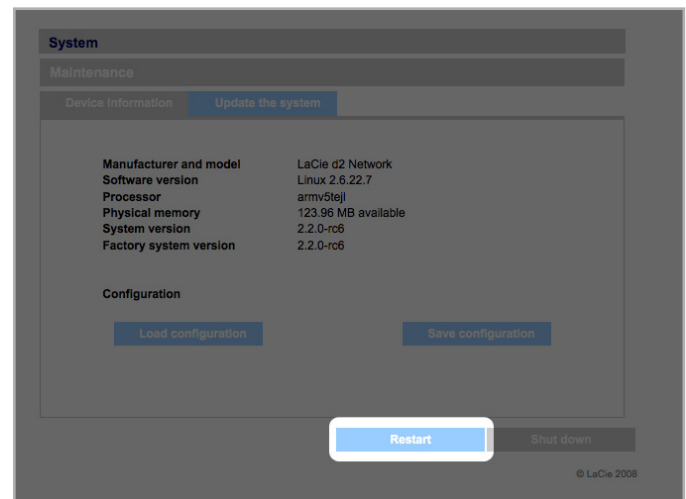 System
Maintenance
Device Information Update the system
Manufacturer and model LaCie d2 Network
Software version Linux 2.6.22.7
Processor armv5tejl
Physical memory 123.96 MB available
System version 2.2.0-rc6
Factory system version 2.2.0-rc6
Configuration
Load configuration Save configuration
Restart Shut down
© LaCie 2008